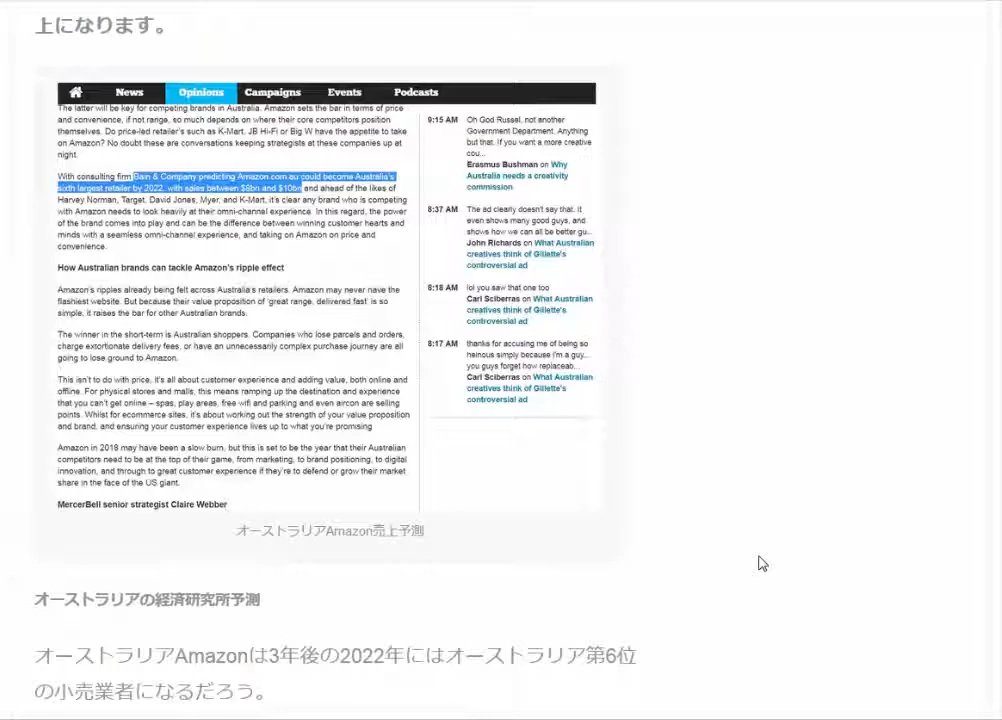 上になります。
News Opinions Campaigns Events Podcasts
The latter will be key for competing brands in Australia. Amazon sets the bar in terms of price
and convenience, if not range, so much depends on where their core competitors position
themselves. Do price-led retailer's such as K-Mart, JB Hi-Fi or Big W have the appetite to take
on Amazon? No doubt these are conversations keeping strategists at these companies up at
night.
With consulting firm Bain & Company predicting Amazon.com.au could become Australia's
sixth largest retailer by 2022, with sales between $8bn and $10bn and ahead of the likes of
Harvey Norman, Target, David Jones, Myer, and K-Mart, it's clear any brand who is competing
with Amazon needs to look heavily at their omni-channel experience. In this regard, the power
of the brand comes into play and can be the difference between winning customer hearts and
minds with a seamless omni-channel experience, and taking on Amazon on price and
convenience.
How Australian brands can tackle Amazon's ripple effect
Amazon's ripples already being felt across Australia's retailers. Amazon may never have the
flashiest website. But because their value proposition of 'great range, delivered fast' is so
simple, it raises the bar for other Australian brands.
The winner in the short-term is Australian shoppers. Companies who lose parcels and orders,
charge extortionate delivery fees, or have an unnecessarily complex purchase journey are all
going to lose ground to Amazon.
This isn't to do with price, it's all about customer experience and adding value, both online and
offline. For physical stores and malls, this means ramping up the destination and experience
that you can't get online – spas, play areas, free wifi and parking and even aircon are selling
points. Whilst for ecommerce sites, it's about working out the strength of your value proposition
and brand, and ensuring your customer experience lives up to what you're promising
Amazon in 2018 may have been a slow burn, but this is set to be the year that their Australian
competitors need to be at the top of their game, from marketing, to brand positioning, to digital
innovation, and through to great customer experience if they're to defend or grow their market
share in the face of the US giant.
MercerBell senior strategist Claire Webber
9:15 AM Oh God Russel, not another
Government Department. Anything
but that. If you want a more creative
cou...
Erasmus Bushman on Why
Australia needs a creativity
commission
8:37 AM The ad clearly doesn't say that. It
even shows many good guys, and
shows how we can all be better gu...
John Richards on What Australian
creatives think of Gillette's
controversial ad
8:18 AM lol you saw that one too
Carl Sciberras on What Australian
creatives think of Gillette's
controversial ad
8:17 AM thanks for accusing me of being so
heinous simply because i'm a guy...
you guys forget how replaceab...
Carl Sciberras on What Australian
creatives think of Gillette's
controversial ad
オーストラリアAmazon売上予測
オーストラリアの経済研究所予測
オーストラリアAmazonは3年後の2022年にはオーストラリア第6位
の小売業者になるだろう。